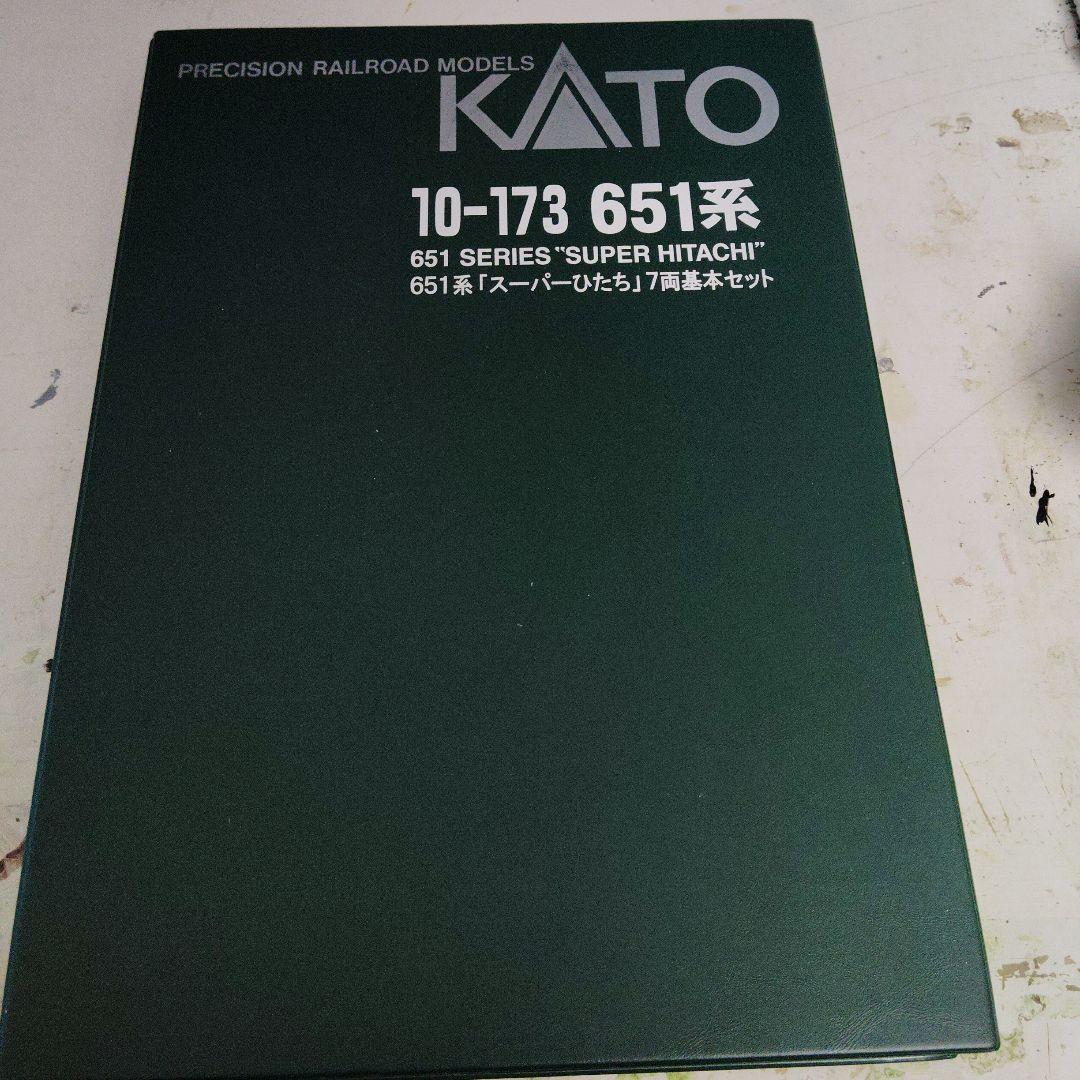 PRECISION RAILROAD MODELS
KATO
10-173 651系
651 SERIES "SUPER HITACHI"
651系「スーパーひたち」7両基本セット